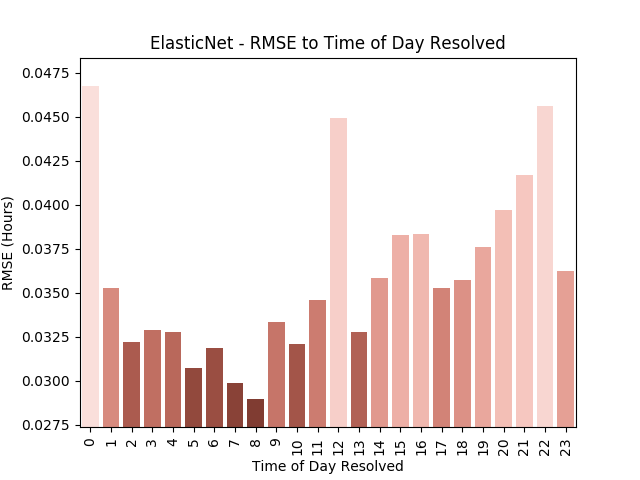 ElasticNet - RMSE to Time of Day Resolved
0.0475
0.0450
0.0425
0.0400
0.0375
0.0350
0.0325
0.0300
0.0275
RMSE (Hours)
0 1 2 3 4 5 6 7 8 9 10 11 12 13 14 15 16 17 18 19 20 21 22 23
Time of Day Resolved